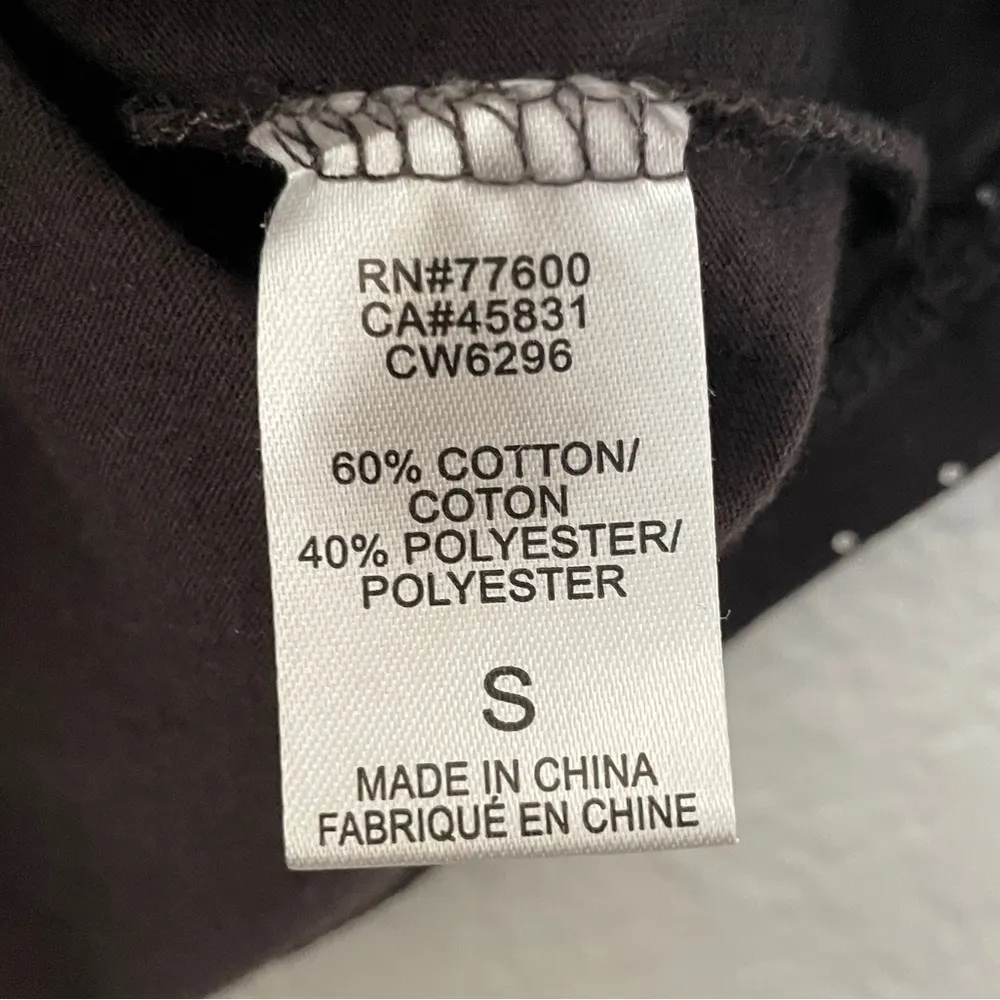 RN#77600
CA#45831
CW6296
60% COTTON/
COTON
40% POLYESTER/
POLYESTER
S
MADE IN CHINA
FABRIQUÉ EN CHINE